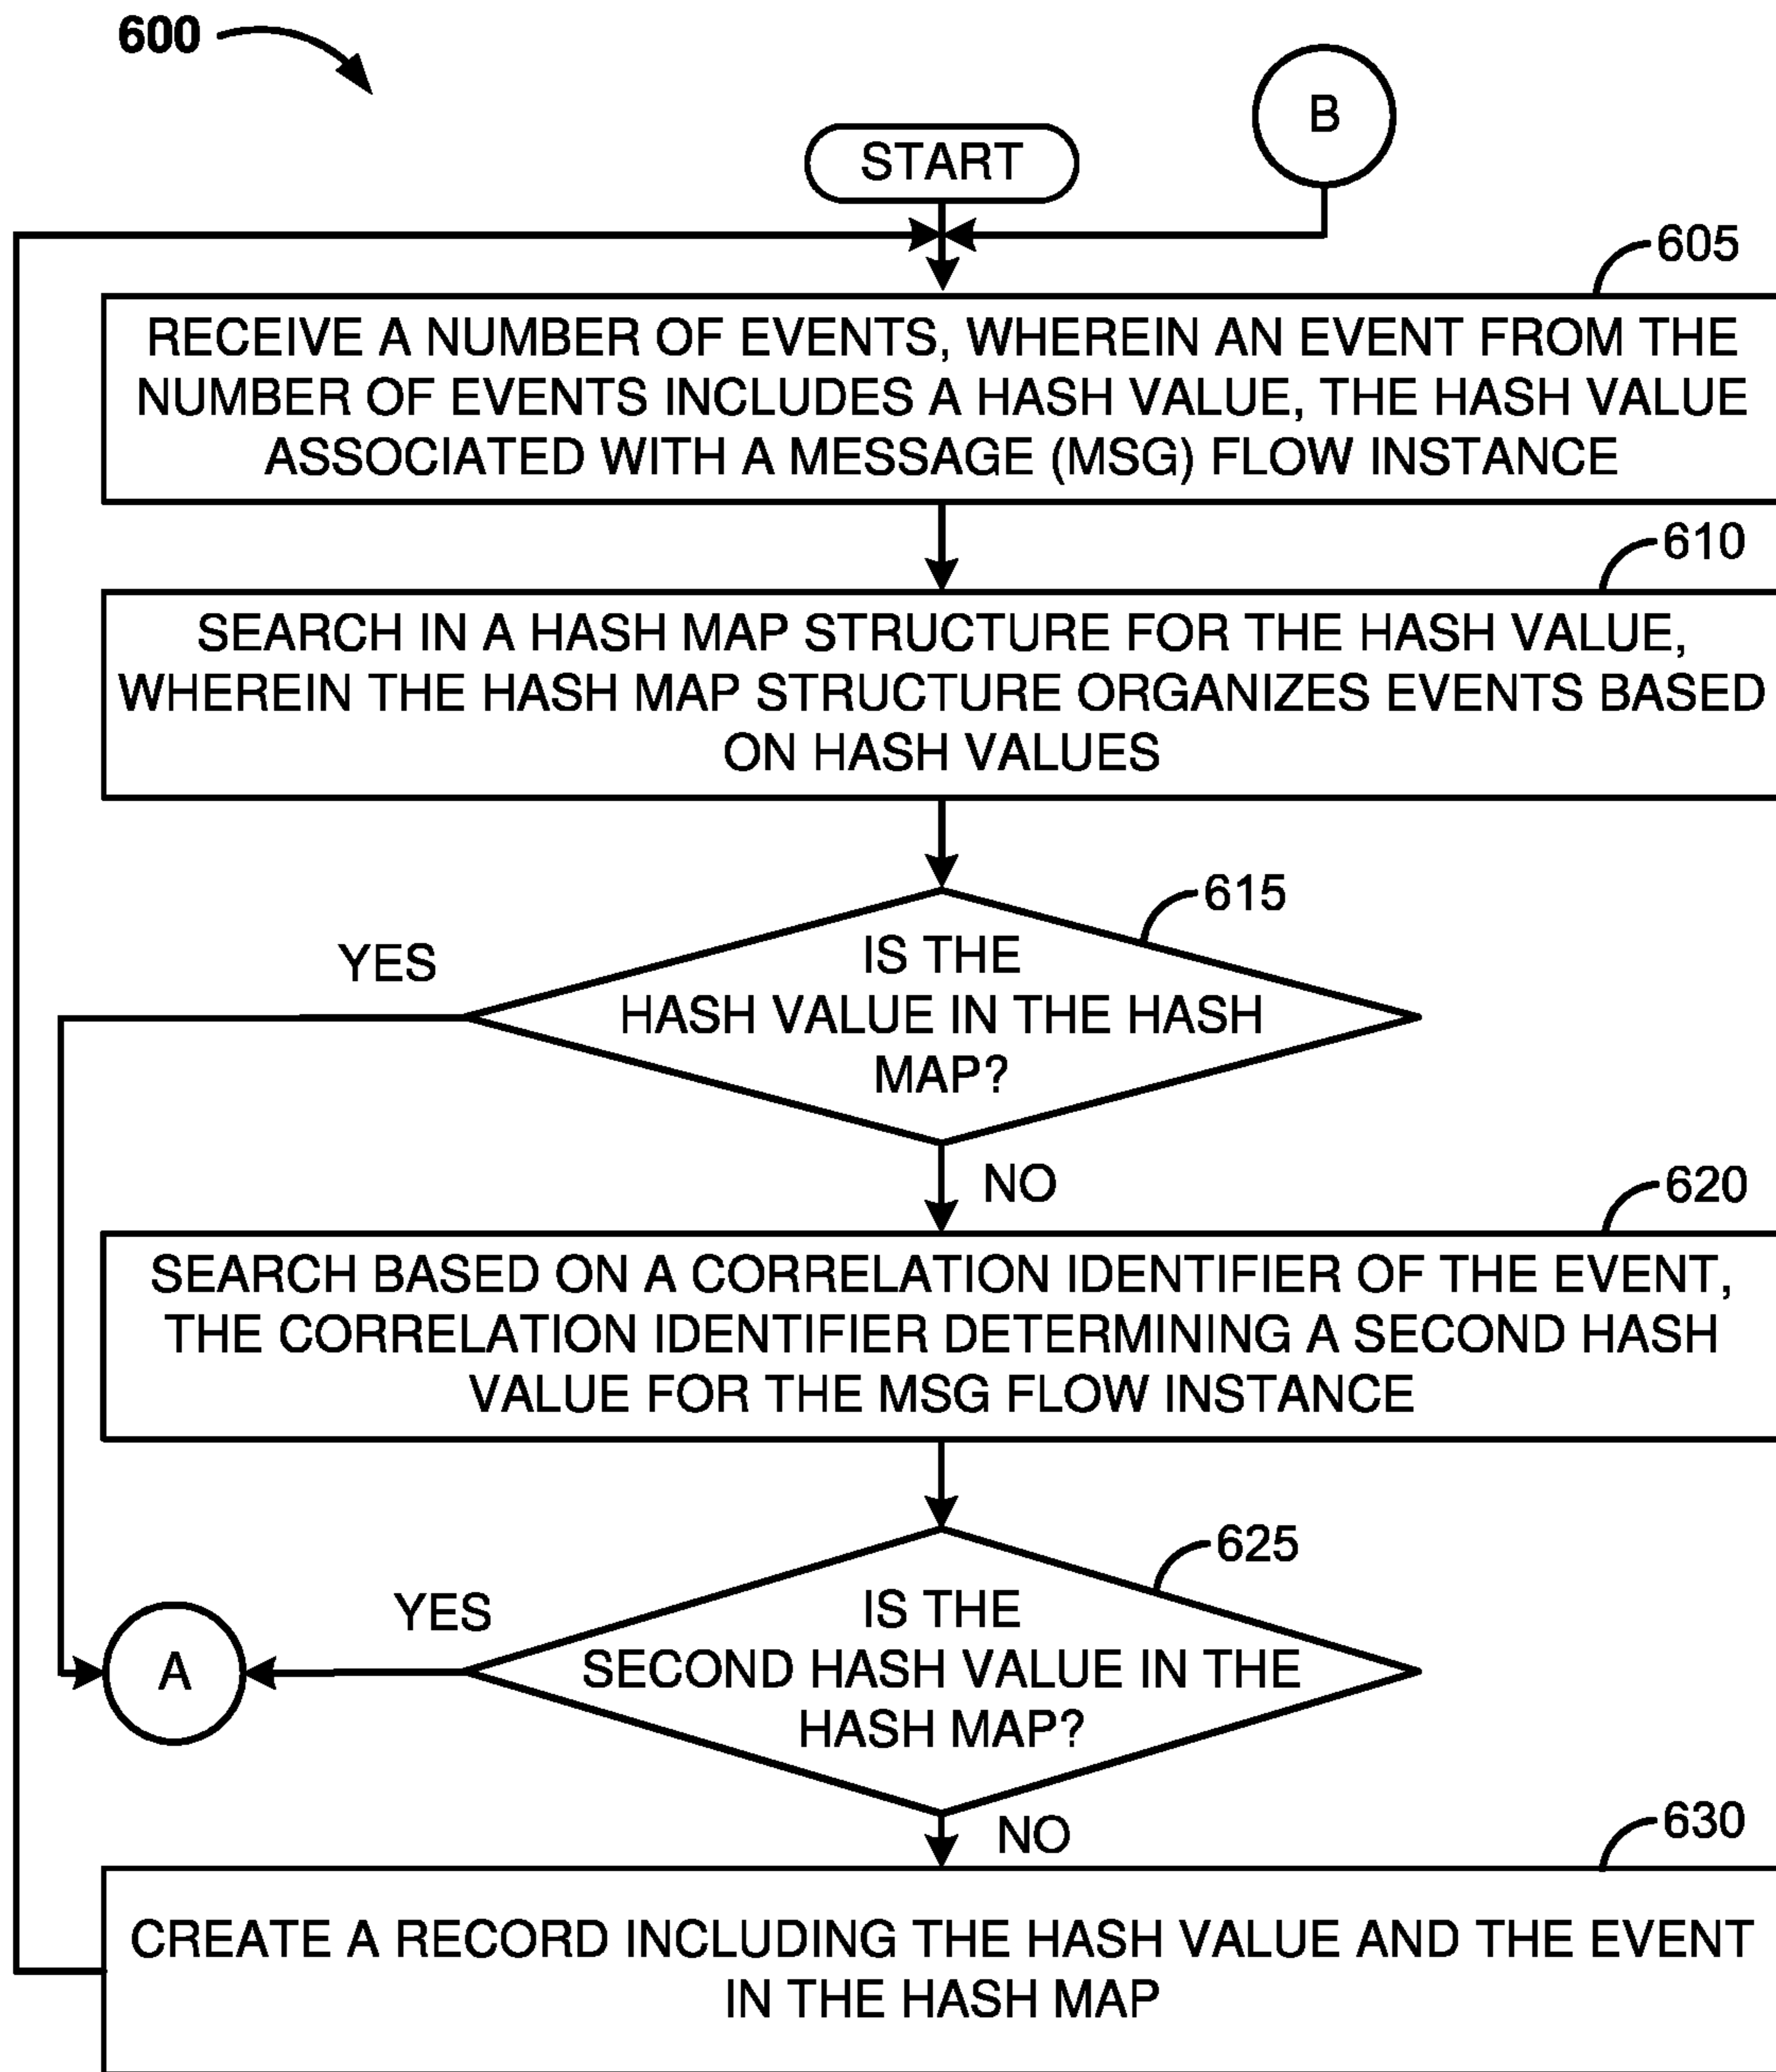 600
B
START
605
RECEIVE A NUMBER OF EVENTS, WHEREIN AN EVENT FROM THE
NUMBER OF EVENTS INCLUDES A HASH VALUE, THE HASH VALUE
ASSOCIATED WITH A MESSAGE (MSG) FLOW INSTANCE
610
SEARCH IN A HASH MAP STRUCTURE FOR THE HASH VALUE,
WHEREIN THE HASH MAP STRUCTURE ORGANIZES EVENTS BASED
ON HASH VALUES
615
YES
IS THE
HASH VALUE IN THE HASH
MAP?
NO
620
SEARCH BASED ON A CORRELATION IDENTIFIER OF THE EVENT,
THE CORRELATION IDENTIFIER DETERMINING A SECOND HASH
VALUE FOR THE MSG FLOW INSTANCE
625
YES
IS THE
SECOND HASH VALUE IN THE
HASH MAP?
A
NO
630
CREATE A RECORD INCLUDING THE HASH VALUE AND THE EVENT
IN THE HASH MAP